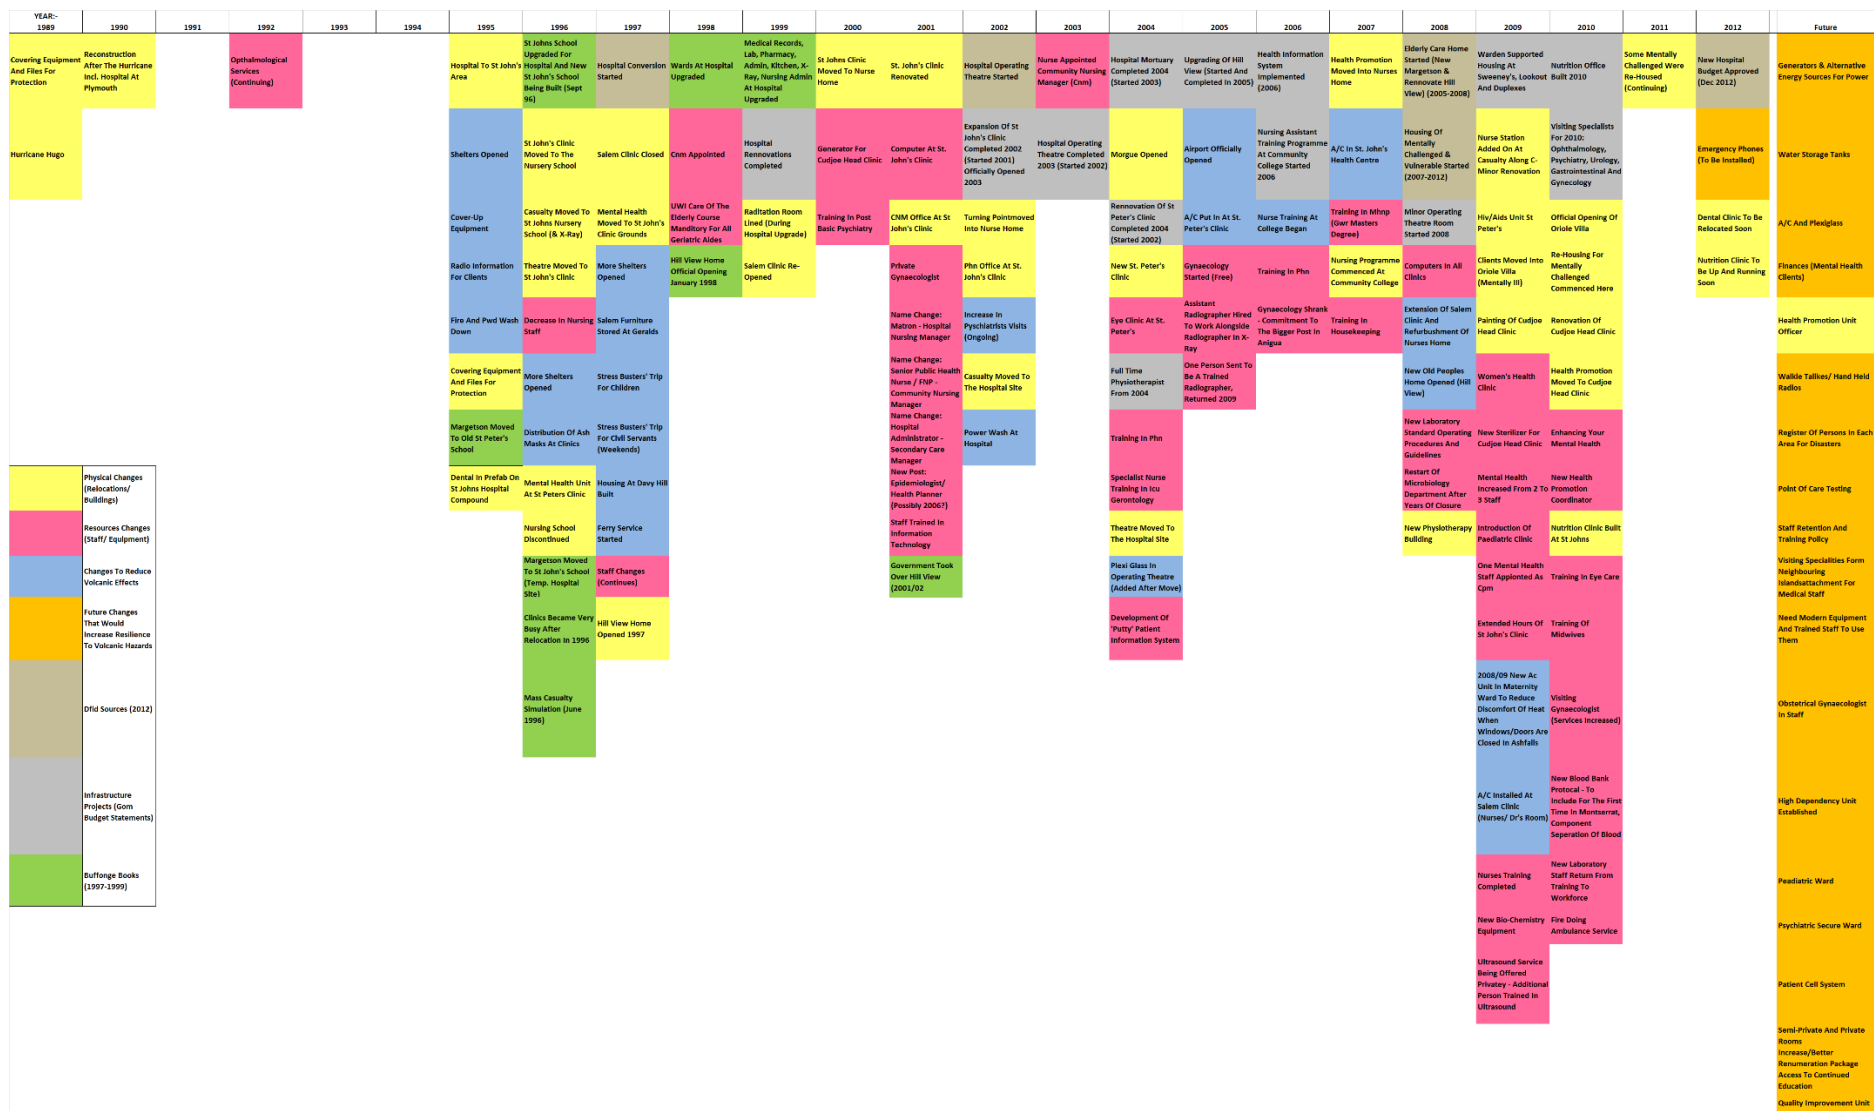 YEAR:-
1989
1990
1991
1992
1993
1994
1995
1996
1997
1998
1999
2000
2001
2002
2003
2004
2005
2006
2007
2008
2009
2010
2011
2012
Future
Covering Equipment
And Files For
Protection
Reconstruction
After The Hurricane
Incl. Hospital At
Plymouth
Opthalmological
Services
(Continuing)
Hospital To St John's
Area
St Johns School
Upgraded For
Hospital And New
St John's School
Being Built (Sept
96)
Hospital Conversion
Started
Wards At Hospital
Upgraded
Medical Records,
Lab, Pharmacy,
Admin, Kitchen, X-
Ray, Nursing Admin
At Hospital
Upgraded
St Johns Clinic
Moved To Nurse
Home
St. John's Clinic
Renovated
Hospital Operating
Theatre Started
Nurse Appointed
Community Nursing
Manager (Cnm)
Hospital Mortuary
Completed 2004
(Started 2003)
Upgrading Of Hill
View (Started And
Completed In 2005)
Health Information
System
Implemented
(2006)
Health Promotion
Moved Into Nurses
Home
Elderly Care Home
Started (New
Margetson &
Rennovate Hill
View) (2005-2008)
Warden Supported
Housing At
Sweeney's, Lookout
And Duplexes
Nutrition Office
Built 2010
Some Mentally
Challenged Were
Re-Housed
(Continuing)
New Hospital
Budget Approved
(Dec 2012)
Generators & Alternative
Energy Sources For Power
Hurricane Hugo
Shelters Opened
St John's Clinic
Moved To The
Nursery School
Salem Clinic Closed
Cnm Appointed
Hospital
Rennovations
Completed
Generator For
Cudjoe Head Clinic
Computer At St.
John's Clinic
Expansion Of St
John's Clinic
Completed 2002
(Started 2001)
Officially Opened
2003
Hospital Operating
Theatre Completed
2003 (Started 2002)
Morgue Opened
Airport Officially
Opened
Nursing Assistant
Training Programme
At Community
College Started
2006
A/C In St. John's
Health Centre
Housing Of
Mentally
Challenged &
Vulnerable Started
(2007-2012)
Nurse Station
Added On At
Casualty Along C-
Minor Renovation
Visiting Specialists
For 2010:
Ophthalmology,
Psychiatry, Urology,
Gastrointestinal And
Gynecology
Emergency Phones
(To Be Installed)
Water Storage Tanks
Cover-Up
Equipment
Casualty Moved To
St Johns Nursery
School (& X-Ray)
Mental Health
Moved To St John's
Clinic Grounds
UWI Care Of The
Elderly Course
Manditory For All
Geriatric Aides
Raditation Room
Lined (During
Hospital Upgrade)
Training In Post
Basic Psychiatry
CNM Office At St
John's Clinic
Turning Pointmoved
Into Nurse Home
Rennovation Of St
Peter's Clinic
Completed 2004
(Started 2002)
A/C Put In At St.
Peter's Clinic
Nurse Training At
College Began
Training In Mhnp
(Gwr Masters
Degree)
Minor Operating
Theatre Room
Started 2008
Hiv/Aids Unit St
Peter's
Official Opening Of
Oriole Villa
Dental Clinic To Be
Relocated Soon
A/C And Plexiglass
Radio Information
For Clients
Theatre Moved To
St John's Clinic
More Shelters
Opened
Hill View Home
Official Opening
January 1998
Salem Clinic Re-
Opened
Private
Gynaecologist
Phn Office At St.
John's Clinic
New St. Peter's
Clinic
Gynaecology
Started (Free)
Training In Phn
Nursing Programme
Commenced At
Community College
Computers In All
Clinics
Clients Moved Into
Oriole Villa
(Mentally Ill)
Re-Housing For
Mentally
Challenged
Commenced Here
Nutrition Clinic To
Be Up And Running
Soon
Finances (Mental Health
Clients)
Fire And Pwd Wash
Down
Decrease In Nursing
Staff
Salem Furniture
Stored At Geralds
Name Change:
Matron - Hospital
Nursing Manager
Increase In
Pyschiatrists Visits
(Ongoing)
Eye Clinic At St.
Peter's
Assistant
Radiographer Hired
To Work Alongside
Radiographer In X-
Ray
Gynaecology Shrank
- Commitment To
The Bigger Post In
Anigua
Training In
Housekeeping
Extension Of Salem
Clinic And
Refurbushment Of
Nurses Home
Painting Of Cudjoe
Head Clinic
Renovation Of
Cudjoe Head Clinic
Health Promotion Unit
Officer
Covering Equipment
And Files For
Protection
More Shelters
Opened
Stress Busters' Trip
For Children
Name Change:
Senior Public Health
Nurse / FNP -
Community Nursing
Manager
Casualty Moved To
The Hospital Site
Full Time
Physiotherapist
From 2004
One Person Sent To
Be A Trained
Radiographer,
Returned 2009
New Old Peoples
Home Opened (Hill
View)
Women's Health
Clinic
Health Promotion
Moved To Cudjoe
Head Clinic
Walkie Talikes/ Hand Held
Radios
Margetson Moved
To Old St Peter's
School
Distribution Of Ash
Masks At Clinics
Stress Busters' Trip
For Civil Servants
(Weekends)
Name Change:
Hospital
Administrator -
Secondary Care
Manager
Power Wash At
Hospital
Training In Phn
New Laboratory
Standard Operating
Procedures And
Guidelines
New Sterilizer For
Cudjoe Head Clinic
Enhancing Your
Mental Health
Register Of Persons In Each
Area For Disasters
Physical Changes
(Relocations/
Buildings)
Dental In Prefab On
St Johns Hospital
Compound
Mental Health Unit
At St Peters Clinic
Housing At Davy Hill
Built
New Post:
Epidemiologist/
Health Planner
(Possibly 2006?)
Specialist Nurse
Training In Icu
Gerontology
Restart Of
Microbiology
Department After
Years Of Closure
Mental Health
Increased From 2 To
3 Staff
New Health
Promotion
Coordinator
Point Of Care Testing
Resources Changes
(Staff/ Equipment)
Nursing School
Discontinued
Ferry Service
Started
Staff Trained In
Information
Technology
Theatre Moved To
The Hospital Site
New Physiotherapy
Building
Introduction Of
Paediatric Clinic
Nutrition Clinic Built
At St Johns
Staff Retention And
Training Policy
Changes To Reduce
Volcanic Effects
Margetson Moved
To St John's School
(Temp. Hospital
Site)
Staff Changes
(Continues)
Government Took
Over Hill View
(2001/02
Plexi Glass In
Operating Theatre
(Added After Move)
One Mental Health
Staff Appionted As
Cpm
Training In Eye Care
Visiting Specialities Form
Neighbouring
Islandsattachment For
Medical Staff
Future Changes
That Would
Increase Resilience
To Volcanic Hazards
Clinics Became Very
Busy After
Relocation In 1996
Hill View Home
Opened 1997
Development Of
'Putty' Patient
Information System
Extended Hours Of
St John's Clinic
Training Of
Midwives
Need Modern Equipment
And Trained Staff To Use
Them
Dfid Sources (2012)
Mass Casualty
Simulation (June
1996)
2008/09 New Ac
Unit In Maternity
Ward To Reduce
Discomfort Of Heat
When
Windows/Doors Are
Closed In Ashfalls
Visiting
Gynaecologist
(Services Increased)
Obstetrical Gynaecologist
In Staff
Infrastructure
Projects (Gom
Budget Statements)
A/C Installed At
Salem Clinic
(Nurses/ Dr's Room)
New Blood Bank
Protocal - To
Include For The First
Time In Montserrat,
Component
Seperation Of Blood
High Dependency Unit
Established
Buffonge Books
(1997-1999)
Nurses Training
Completed
New Laboratory
Staff Return From
Training To
Workforce
Peadiatric Ward
New Bio-Chemistry
Equipment
Fire Doing
Ambulance Service
Psychiatric Secure Ward
Ultrasound Service
Being Offered
Privatey - Additional
Person Trained In
Ultrasound
Patient Cell System
Semi-Private And Private
Rooms
Increase/Better
Renumeration Package
Access To Continued
Education
Quality Improvement Unit